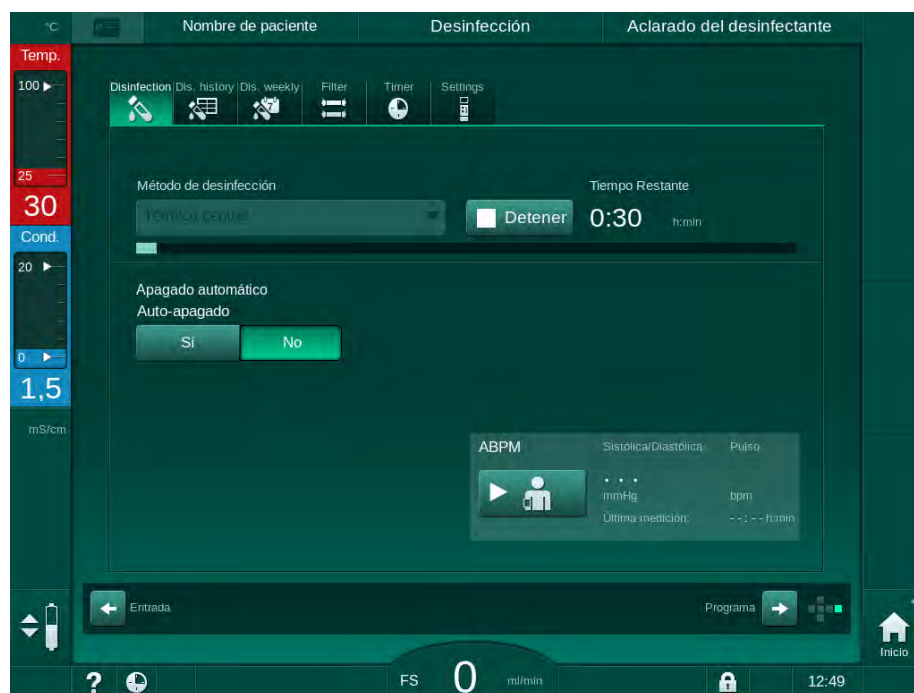 °C Nombre de paciente Desinfección Aclarado del desinfectante
Temp.
100
25
30
Cond.
20
0
1,5
mS/cm
Disinfection Dis. history Dis. weekly Filter Timer Settings
7
Método de desinfección Tiempo Restante
Térmica central Detener 0:30 h:min
Apagado automático
Auto-apagado
Sí No
ABPM Sistólica/Diastólica Pulso
- - -
mmHg bpm
Última medición: --:-- h:min
Entrada Programa
Inicio
? FS 0 ml/min 12:49